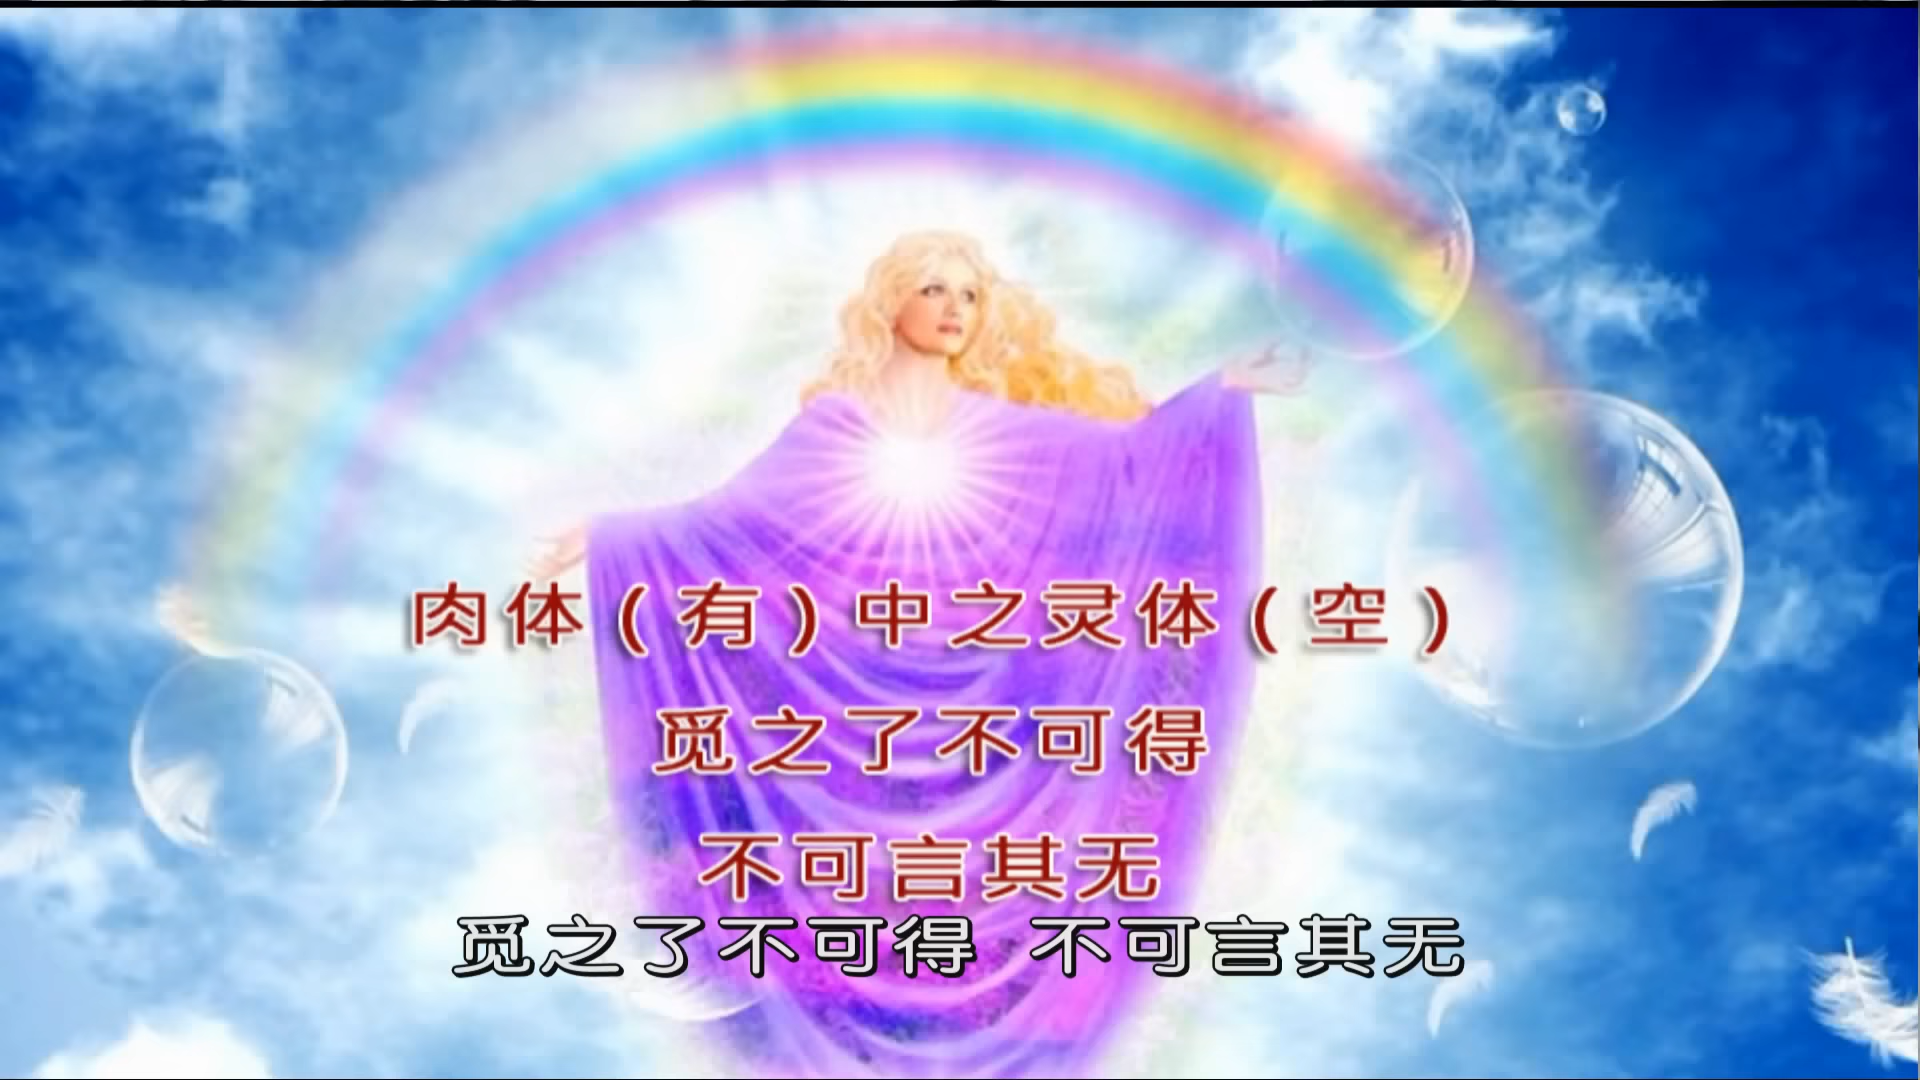 肉体(有)中之灵体(空)
觅之了不可得
不可言其无
觅之了不可得 不可言其无